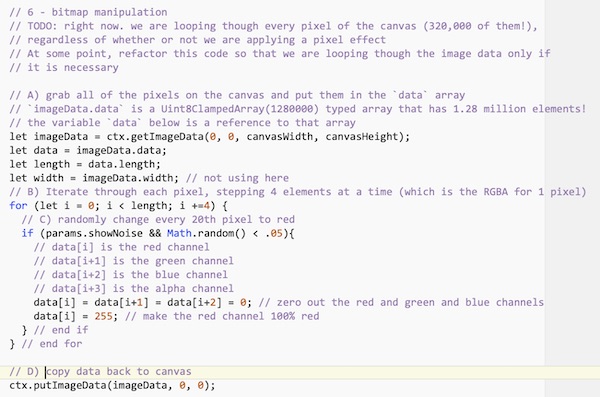 // 6 - bitmap manipulation
// TODO: right now. we are looping though every pixel of the canvas (320,000 of them!),
// regardless of whether or not we are applying a pixel effect
// At some point, refactor this code so that we are looping though the image data only if
// it is necessary

// A) grab all of the pixels on the canvas and put them in the `data` array
// `imageData.data` is a Uint8ClampedArray(1280000) typed array that has 1.28 million elements!
// the variable `data` below is a reference to that array
let imageData = ctx.getImageData(0, 0, canvasWidth, canvasHeight);
let data = imageData.data;
let length = data.length;
let width = imageData.width; // not using here
// B) Iterate through each pixel, stepping 4 elements at a time (which is the RGBA for 1 pixel)
for (let i = 0; i < length; i +=4) {
  // C) randomly change every 20th pixel to red
  if (params.showNoise && Math.random() < .05){
    // data[i] is the red channel
    // data[i+1] is the green channel
    // data[i+2] is the blue channel
    // data[i+3] is the alpha channel
    data[i] = data[i+1] = data[i+2] = 0; // zero out the red and green and blue channels
    data[i] = 255; // make the red channel 100% red
  } // end if
} // end for

// D) copy data back to canvas
ctx.putImageData(imageData, 0, 0);